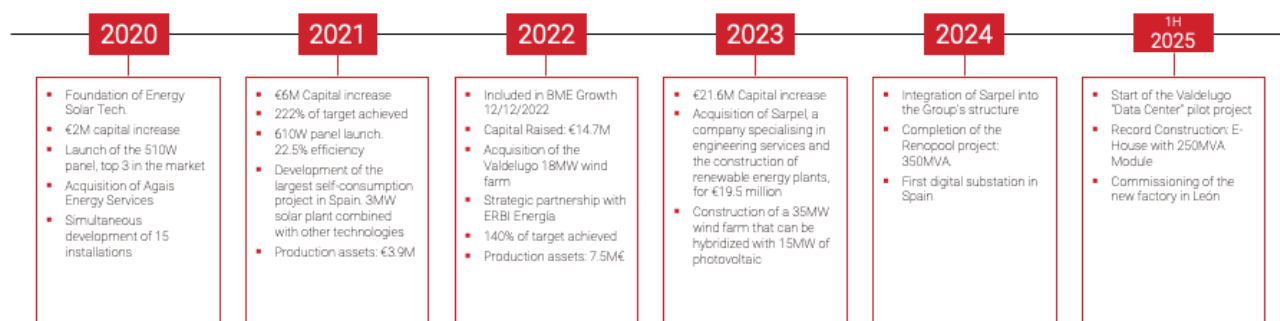 2020
Foundation of Energy
Solar Tech.
€2M capital increase
Launch of the 510W
panel, top 3 in the market
Acquisition of Agais
Energy Services
Simultaneous
development of 15
installations
2021
€6M Capital increase
222% of target achieved
610W panel launch.
22.5% efficiency
Development of the
largest self-consumption
project in Spain. 3MW
solar plant combined
with other technologies
Production assets: €3.9M
2022
Included in BME Growth
12/12/2022
Capital Raised: €14.7M
Acquisition of the
Valdelugo 18MW wind
farm
Strategic partnership with
ERBI Energía
140% of target achieved
Production assets: 7.5M€
2023
€21.6M Capital increase
Acquisition of Sarpel, a
company specialising in
engineering services and
the construction of
renewable energy plants,
for €19.5 million
Construction of a 35MW
wind farm that can be
hybridized with 15MW of
photovoltaic
2024
Integration of Sarpel into
the Group's structure
Completion of the
Renopool project:
350MVA.
First digital substation in
Spain
1H
2025
Start of the Valdelugo
"Data Center" pilot project
Record Construction: E-
House with 250MVA
Module
Commissioning of the
new factory in León